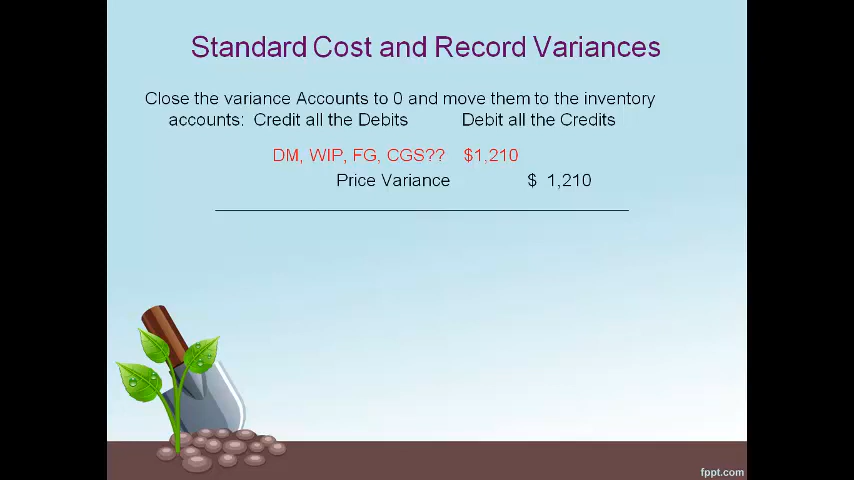 Standard Cost and Record Variances
Close the variance Accounts to 0 and move them to the inventory
accounts: Credit all the Debits Debit all the Credits
DM, WIP, FG, CGS?? $1,210
Price Variance $ 1,210
fppt.com